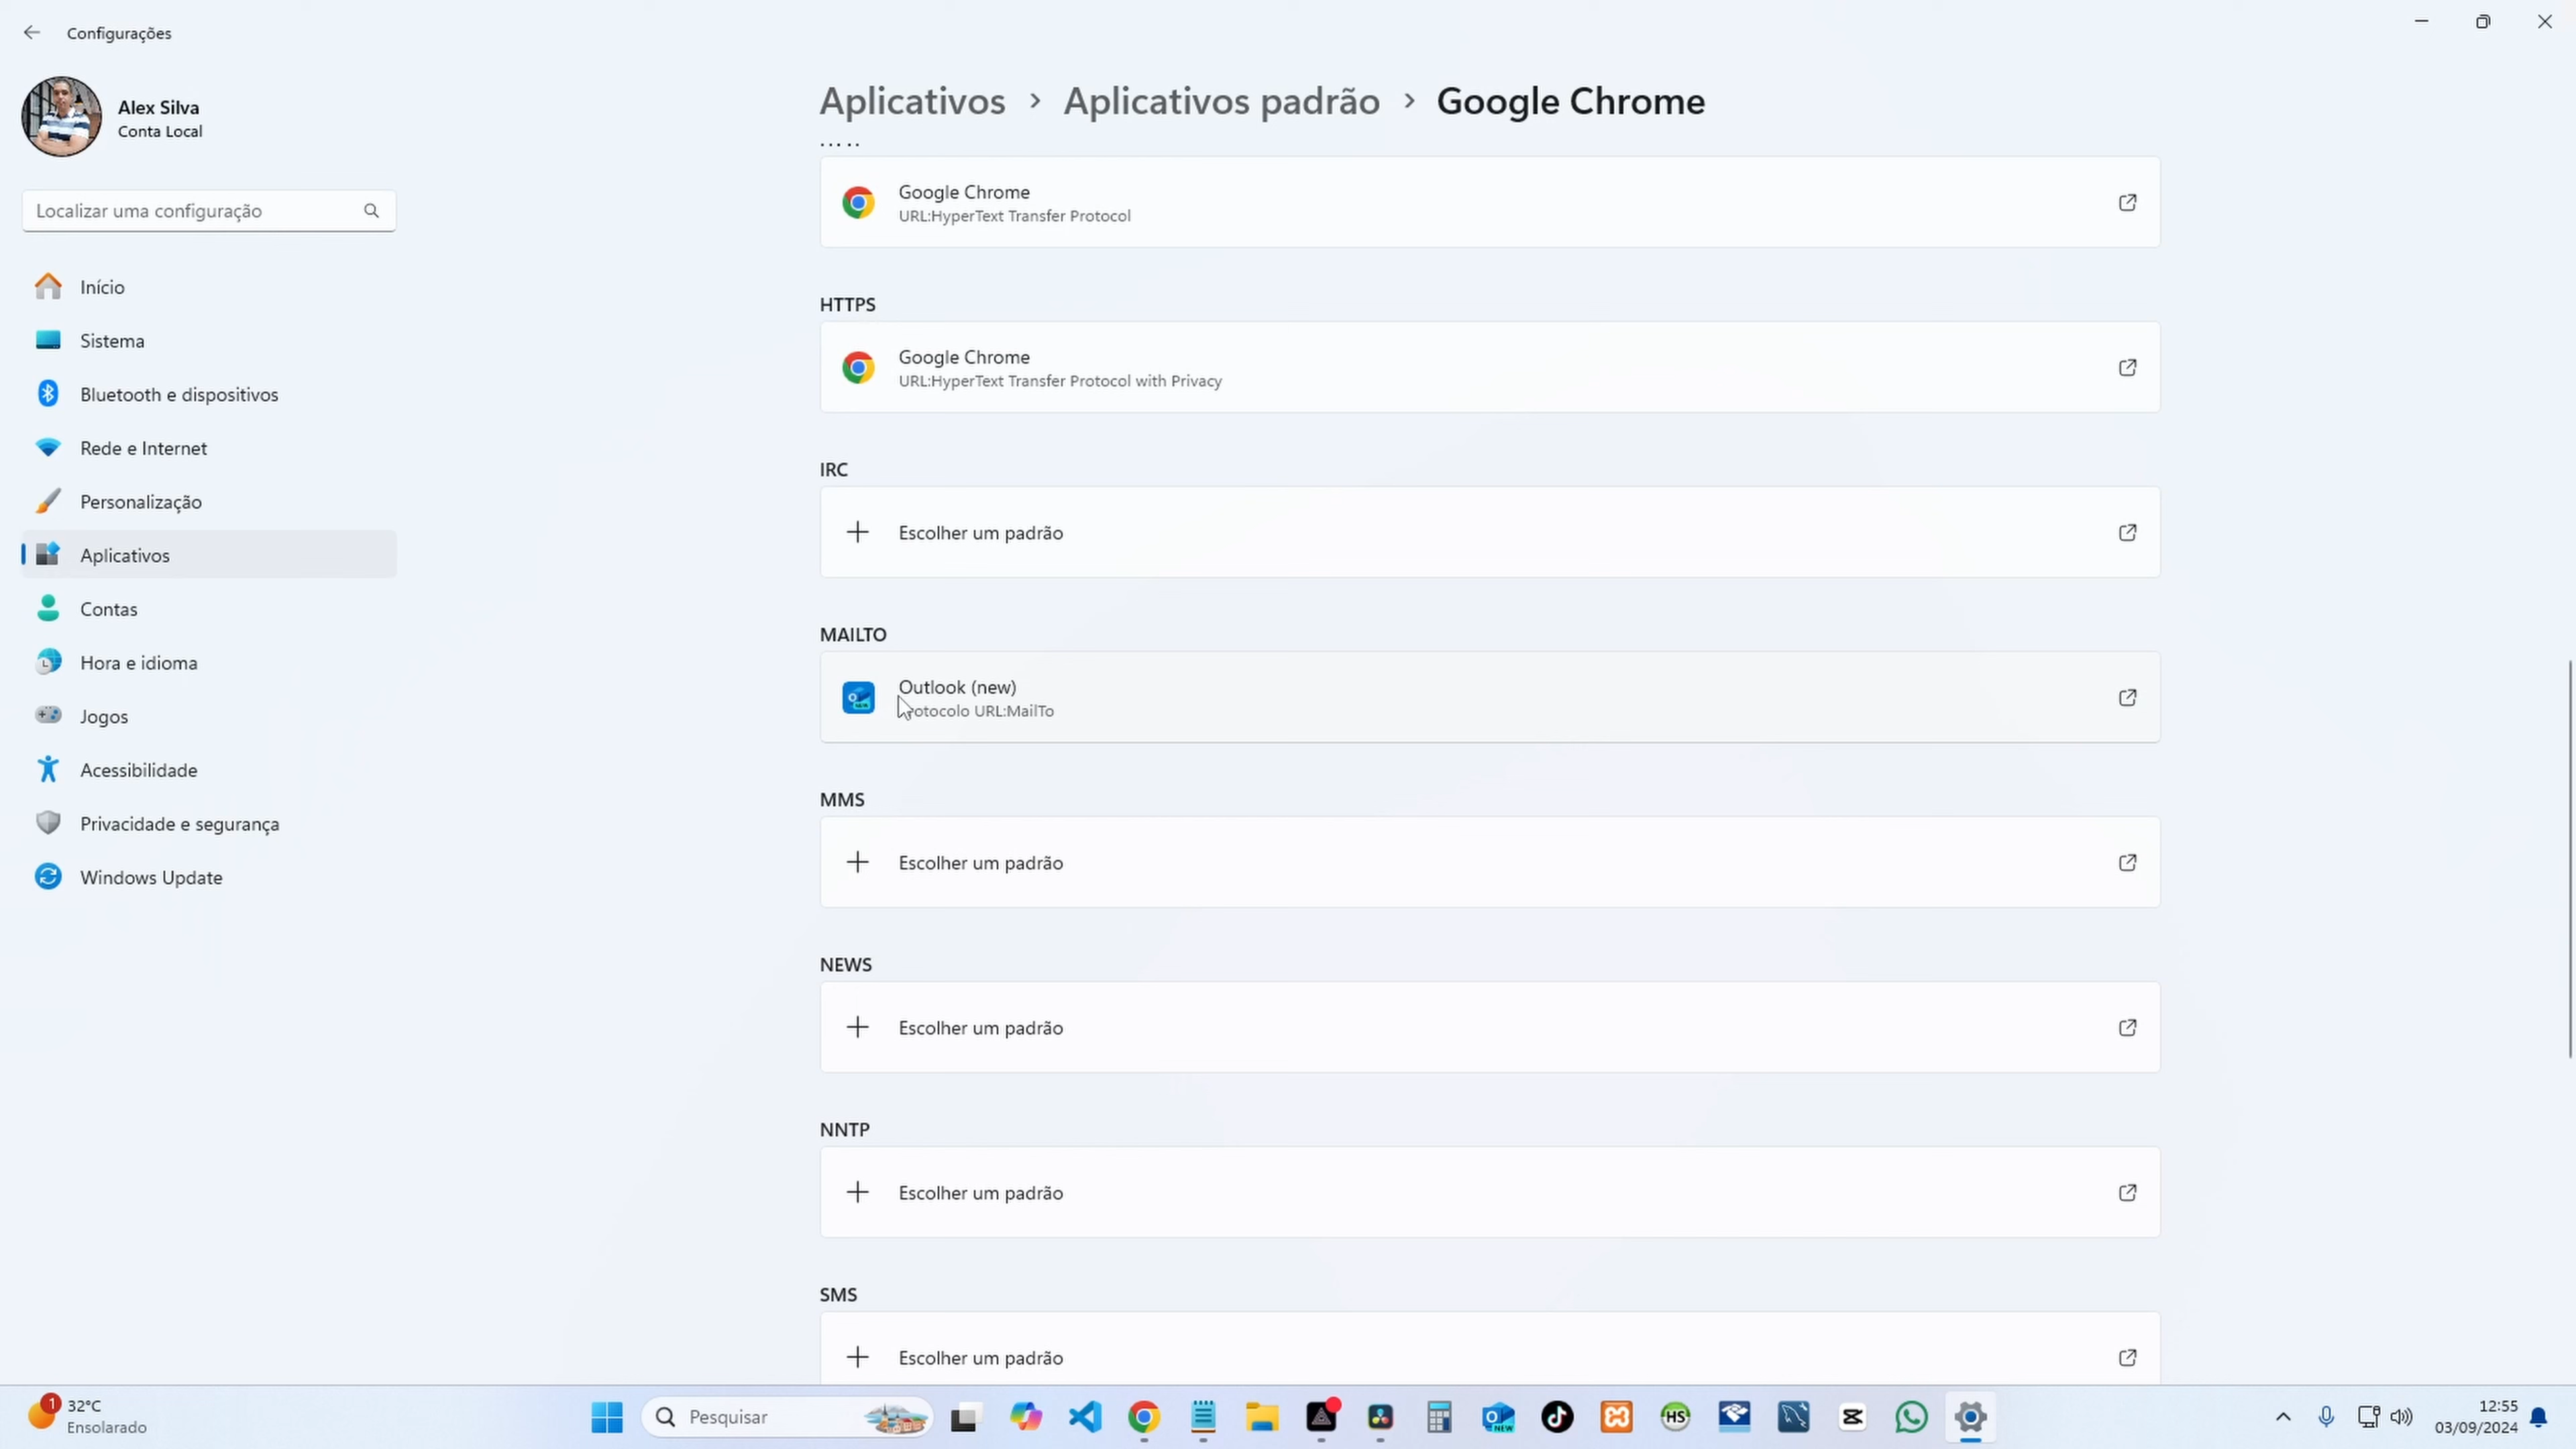 Configurações
Alex Silva
Conta Local
Localizar uma configuração
Início
Sistema
Bluetooth e dispositivos
Rede e Internet
Personalização
Aplicativos
Contas
Hora e idioma
Jogos
Acessibilidade
Privacidade e segurança
Windows Update
Aplicativos > Aplicativos padrão > Google Chrome
Google Chrome
URL:HyperText Transfer Protocol
HTTPS
Google Chrome
URL:HyperText Transfer Protocol with Privacy
IRC
Escolher um padrão
MAILTO
Outlook (new)
otocolo URL:MailTo
MMS
Escolher um padrão
NEWS
Escolher um padrão
NNTP
Escolher um padrão
SMS
Escolher um padrão
1
32°C
Ensolarado
Pesquisar
NEW
HS
12:55
03/09/2024